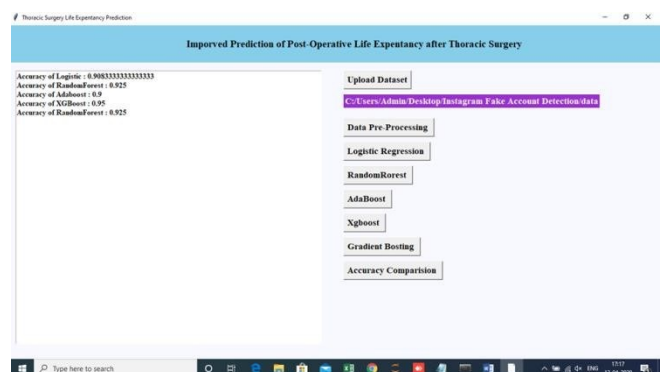 Thoracic Surgery Life Expentancy Prediction
Imporved Prediction of Post-Operative Life Expentancy after Thoracic Surgery
Accuracy of Logistic : 0.9083333333333333
Accuracy of RandomForest : 0.925
Accuracy of Adaboost : 0.9
Accuracy of XGBoost : 0.95
Accuracy of RandomForest : 0.925
Upload Dataset
C:/Users/Admin/Desktop/Instagram Fake Account Detection/data
Data Pre-Processing
Logistic Regression
RandomRorest
AdaBoost
Xgboost
Gradient Bosting
Accuracy Comparision
Type here to search
ENG
17:17